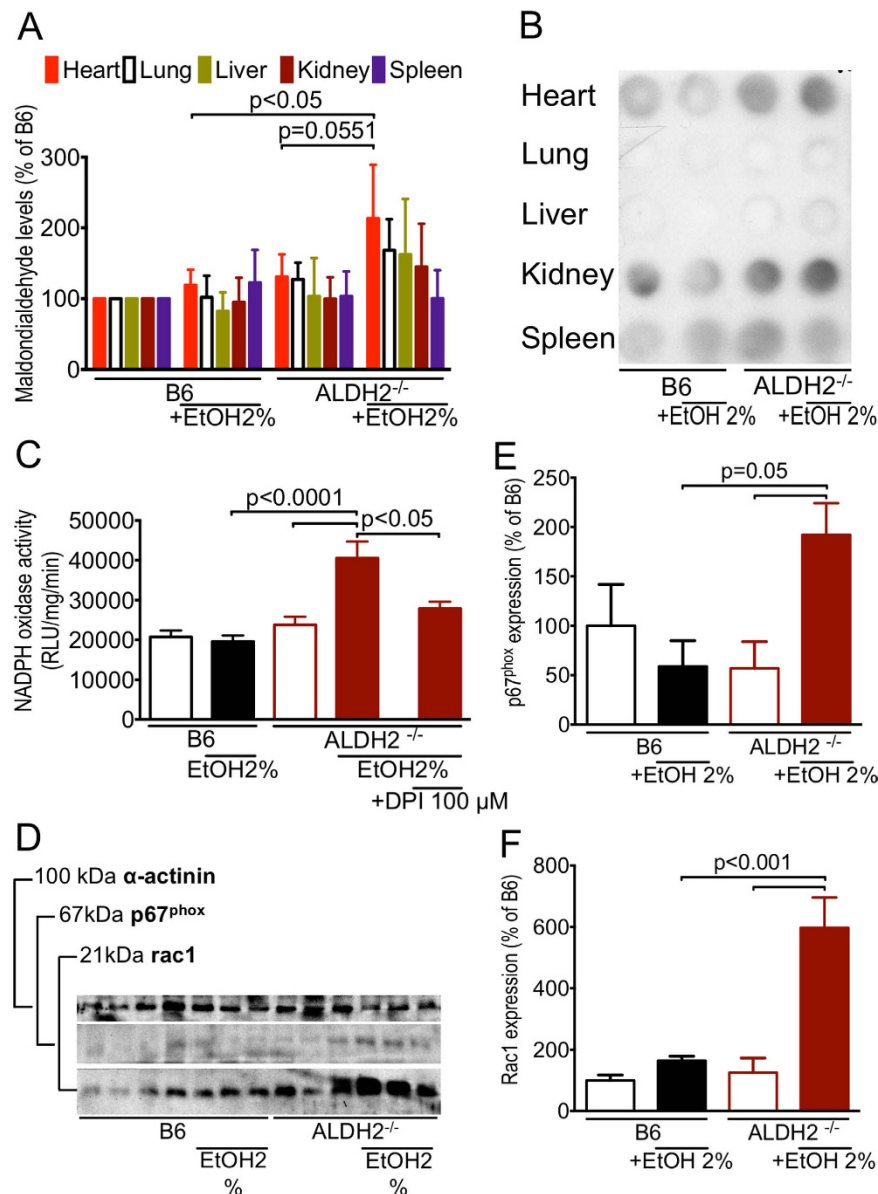 A
Heart Lung Liver Kidney Spleen
p<0.05
p=0.0551
Maldondialdehyde levels (% of B6)
300
200
100
0
B6
ALDH2-/-
+EtOH2%
+EtOH2%
B
Heart
Lung
Liver
Kidney
Spleen
B6
ALDH2-/-
+EtOH 2%
+EtOH 2%
C
p<0.0001
p<0.05
NADPH oxidase activity
(RLU/mg/min)
50000
40000
30000
20000
10000
0
B6
ALDH2 -/-
EtOH2%
EtOH2%
+DPI 100 µM
E
p=0.05
p67phox expression (% of B6)
250
200
150
100
50
0
B6
ALDH2 -/-
+EtOH 2%
+EtOH 2%
D
100 kDa α-actinin
67kDa p67phox
21kDa rac1
B6
ALDH2-/-
EtOH2
%
EtOH2
%
F
p<0.001
Rac1 expression (% of B6)
800
600
400
200
0
B6
ALDH2 -/-
+EtOH 2%
+EtOH 2%